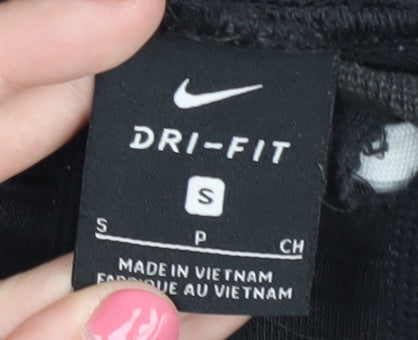 DRI-FIT
S
S P CH
MADE IN VIETNAM
FABRIQUE AU VIETNAM